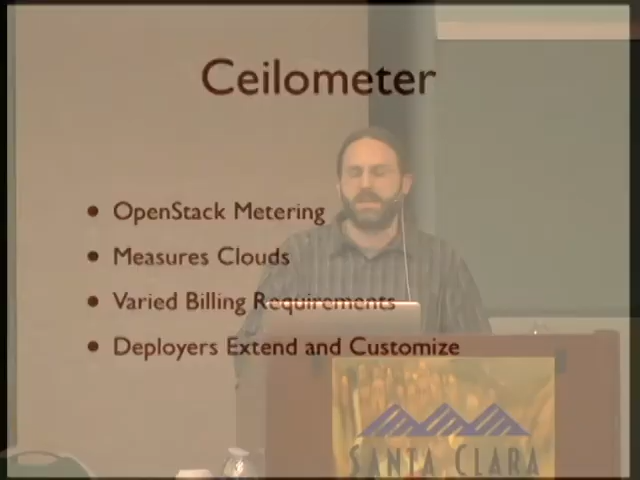 Ceilometer
• OpenStack Metering
• Measures Clouds
• Varied Billing Requirements
• Deployers Extend and Customize
SANTA CLARA